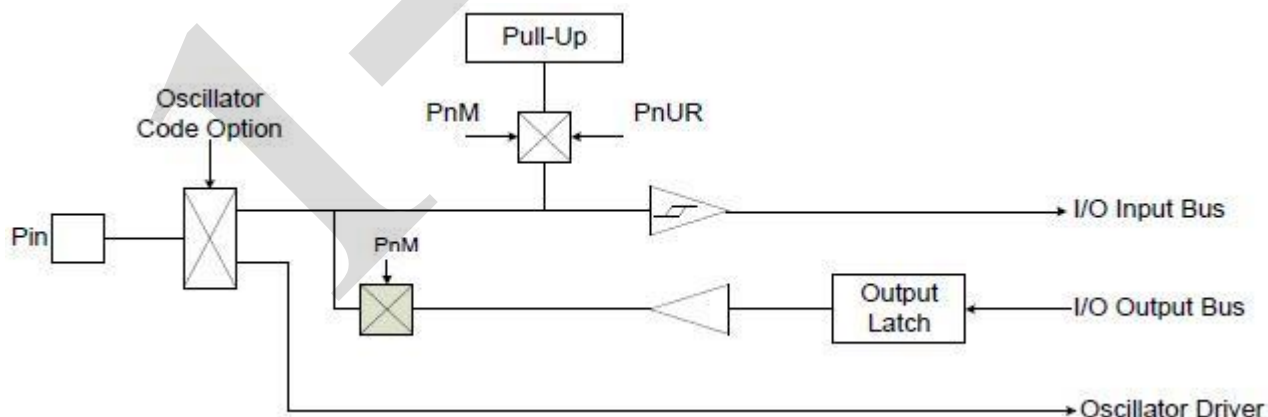 Pull-Up
Oscillator
Code Option
PnM
PnUR
Pin
I/O Input Bus
PnM
Output
Latch
I/O Output Bus
Oscillator Driver